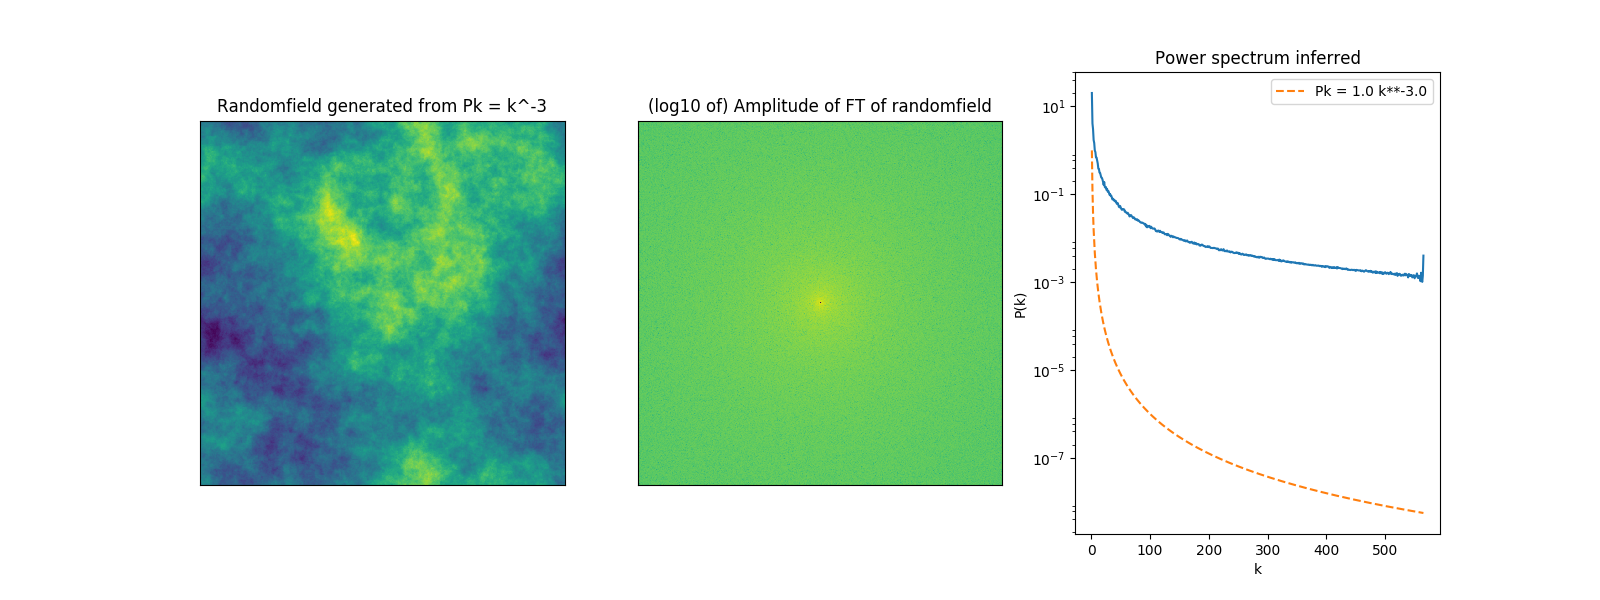 Randomfield generated from Pk = k^-3
(log10 of) Amplitude of FT of randomfield
Power spectrum inferred
Pk = 1.0 k**-3.0
P(k)
10^1
10^-1
10^-3
10^-5
10^-7
0 100 200 300 400 500
k